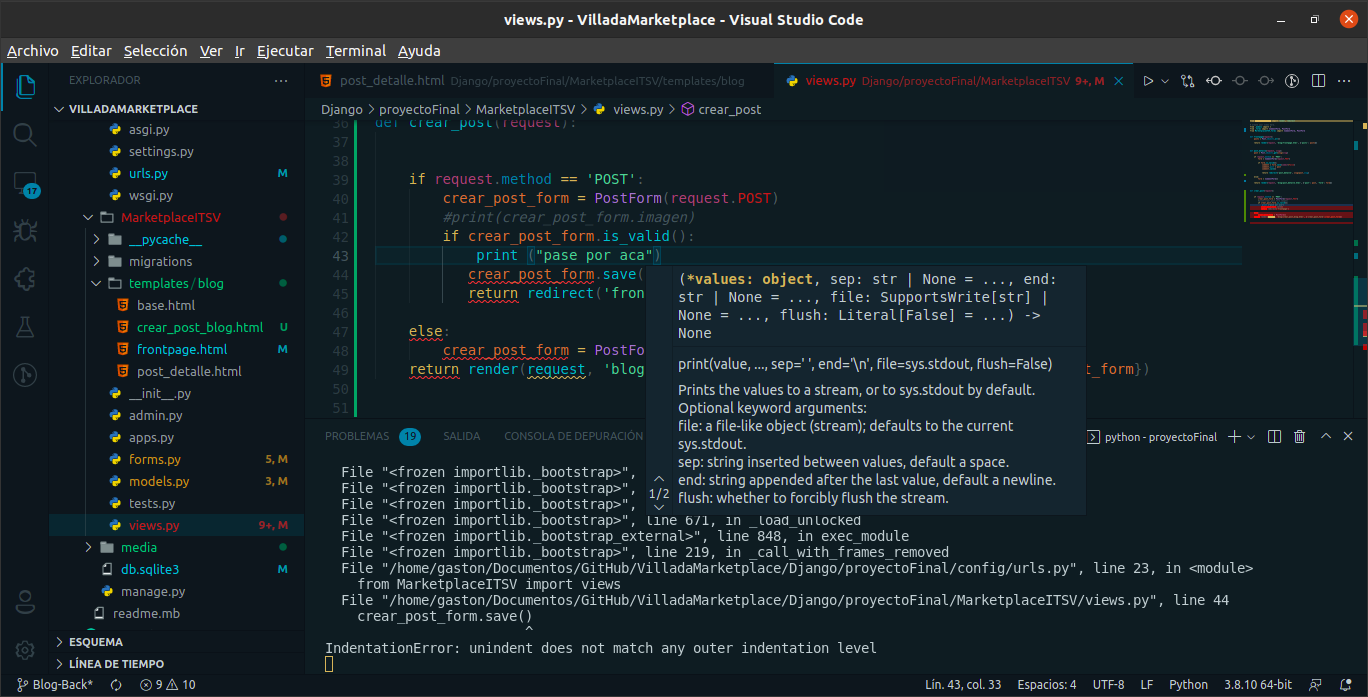 views.py - VilladaMarketplace - Visual Studio Code
Archivo Editar Selección Ver Ir Ejecutar Terminal Ayuda
EXPLORADOR ...
post_detalle.html Django/proyectoFinal/MarketplaceITSV/templates/blog
views.py Django/proyectoFinal/MarketplaceITSV 9+, M
Django > proyectoFinal > MarketplaceITSV > views.py > crear_post
VILLADAMARKETPLACE
asgi.py
settings.py
urls.py M
wsgi.py
MarketplaceITSV
__pycache__
migrations
templates/blog
base.html
crear_post_blog.html U
frontpage.html M
post_detalle.html
__init__.py
admin.py
apps.py
forms.py 5, M
models.py 3, M
tests.py
views.py 9+, M
media
db.sqlite3 M
manage.py
readme.mb
ESQUEMA
LÍNEA DE TIEMPO
17
36 def crear_post(request):
37
38
39 if request.method == 'POST':
40 crear_post_form = PostForm(request.POST)
41 #print(crear_post_form.imagen)
42 if crear_post_form.is_valid():
43 print ("pase por aca")
44 crear_post_form.save(
45 return redirect('fron
46
47 else:
48 crear_post_form = PostFo
49 return render(request, 'blog t_form})
50
51
(*values: object, sep: str | None = ..., end:
str | None = ..., file: SupportsWrite[str] |
None = ..., flush: Literal[False] = ...) ->
None
print(value, ..., sep=' ', end='\n', file=sys.stdout, flush=False)
Prints the values to a stream, or to sys.stdout by default.
Optional keyword arguments:
file: a file-like object (stream); defaults to the current
sys.stdout.
sep: string inserted between values, default a space.
end: string appended after the last value, default a newline.
flush: whether to forcibly flush the stream.
1/2
PROBLEMAS 19 SALIDA CONSOLA DE DEPURACIÓN python - proyectoFinal
File "<frozen importlib._bootstrap>",
File "<frozen importlib._bootstrap>",
File "<frozen importlib._bootstrap>",
File "<frozen importlib._bootstrap>", line 671, in _load_unlocked
File "<frozen importlib._bootstrap_external>", line 848, in exec_module
File "<frozen importlib._bootstrap>", line 219, in _call_with_frames_removed
File "/home/gaston/Documentos/GitHub/VilladaMarketplace/Django/proyectoFinal/config/urls.py", line 23, in <module>
from MarketplaceITSV import views
File "/home/gaston/Documentos/GitHub/VilladaMarketplace/Django/proyectoFinal/MarketplaceITSV/views.py", line 44
crear_post_form.save()
^
IndentationError: unindent does not match any outer indentation level
Blog-Back* 9 10 Lín. 43, col. 33 Espacios: 4 UTF-8 LF Python 3.8.10 64-bit